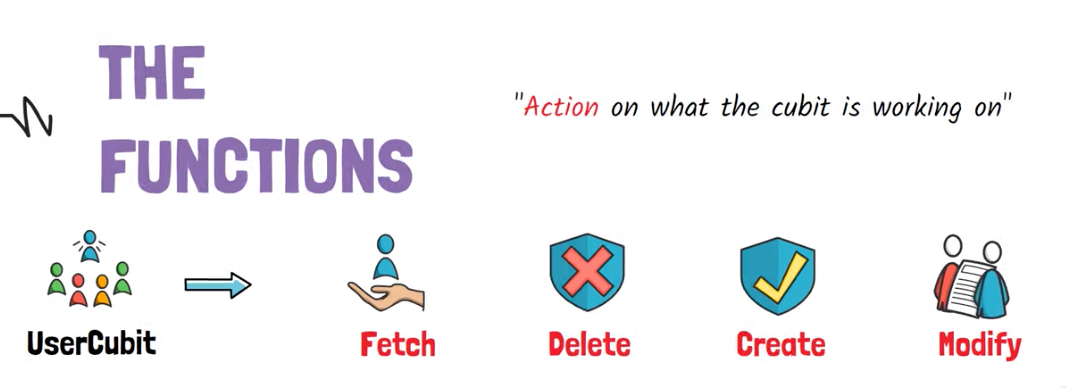 THE
FUNCTIONS
"Action on what the cubit is working on"
UserCubit
Fetch
Delete
Create
Modify